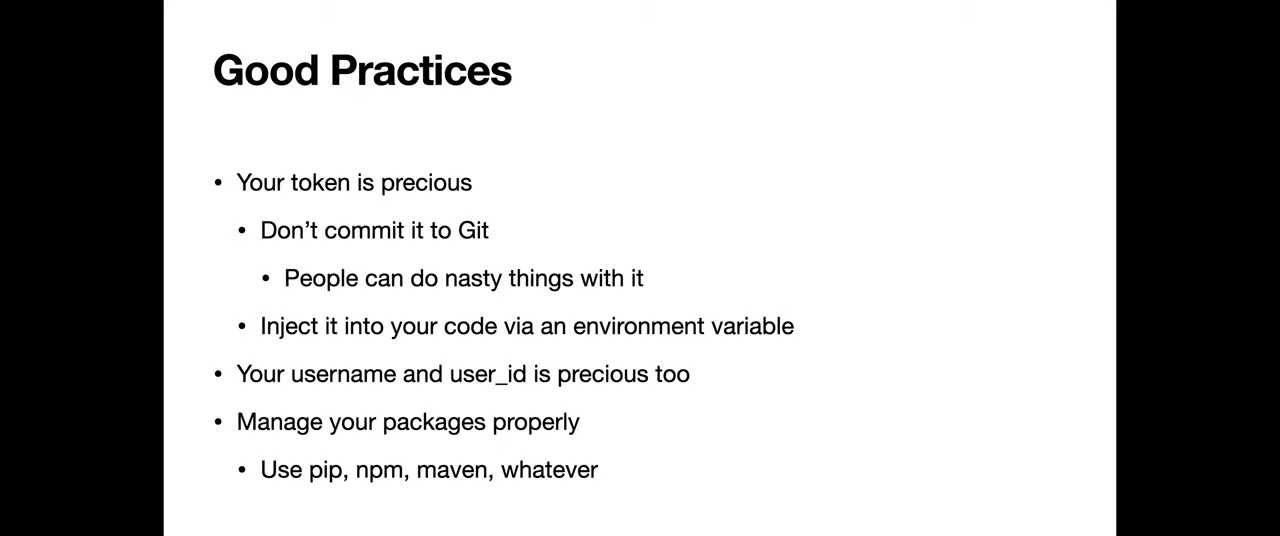 Good Practices
• Your token is precious
• Don’t commit it to Git
• People can do nasty things with it
• Inject it into your code via an environment variable
• Your username and user_id is precious too
• Manage your packages properly
• Use pip, npm, maven, whatever